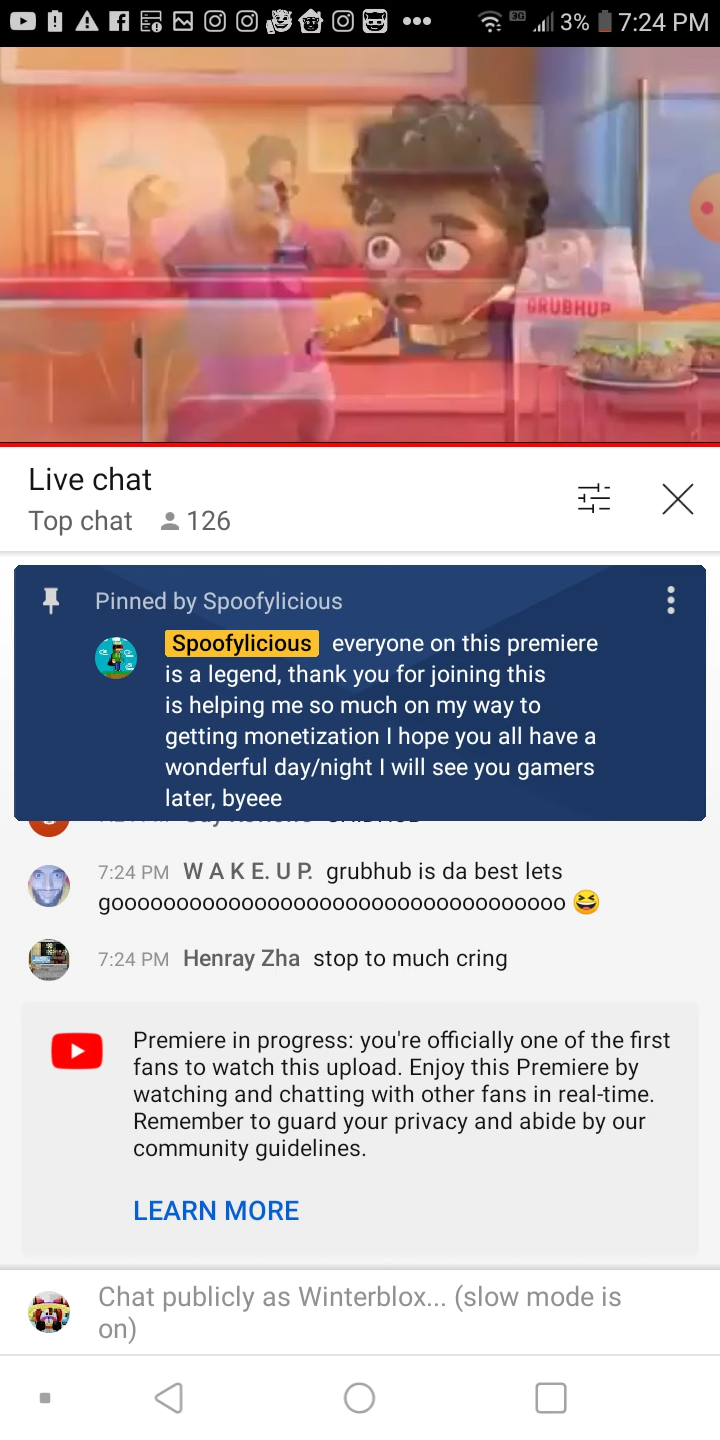 3G 3% 7:24 PM
GRUBHUP
Live chat
Top chat 126
Pinned by Spoofylicious
Spoofylicious everyone on this premiere
is a legend, thank you for joining this
is helping me so much on my way to
getting monetization I hope you all have a
wonderful day/night I will see you gamers
later, byeee
7:24 PM W A K E. U P. grubhub is da best lets
gooooooooooooooooooooooooooooooooooo 😆
7:24 PM Henray Zha stop to much cring
Premiere in progress: you're officially one of the first
fans to watch this upload. Enjoy this Premiere by
watching and chatting with other fans in real-time.
Remember to guard your privacy and abide by our
community guidelines.
LEARN MORE
Chat publicly as Winterblox... (slow mode is
on)